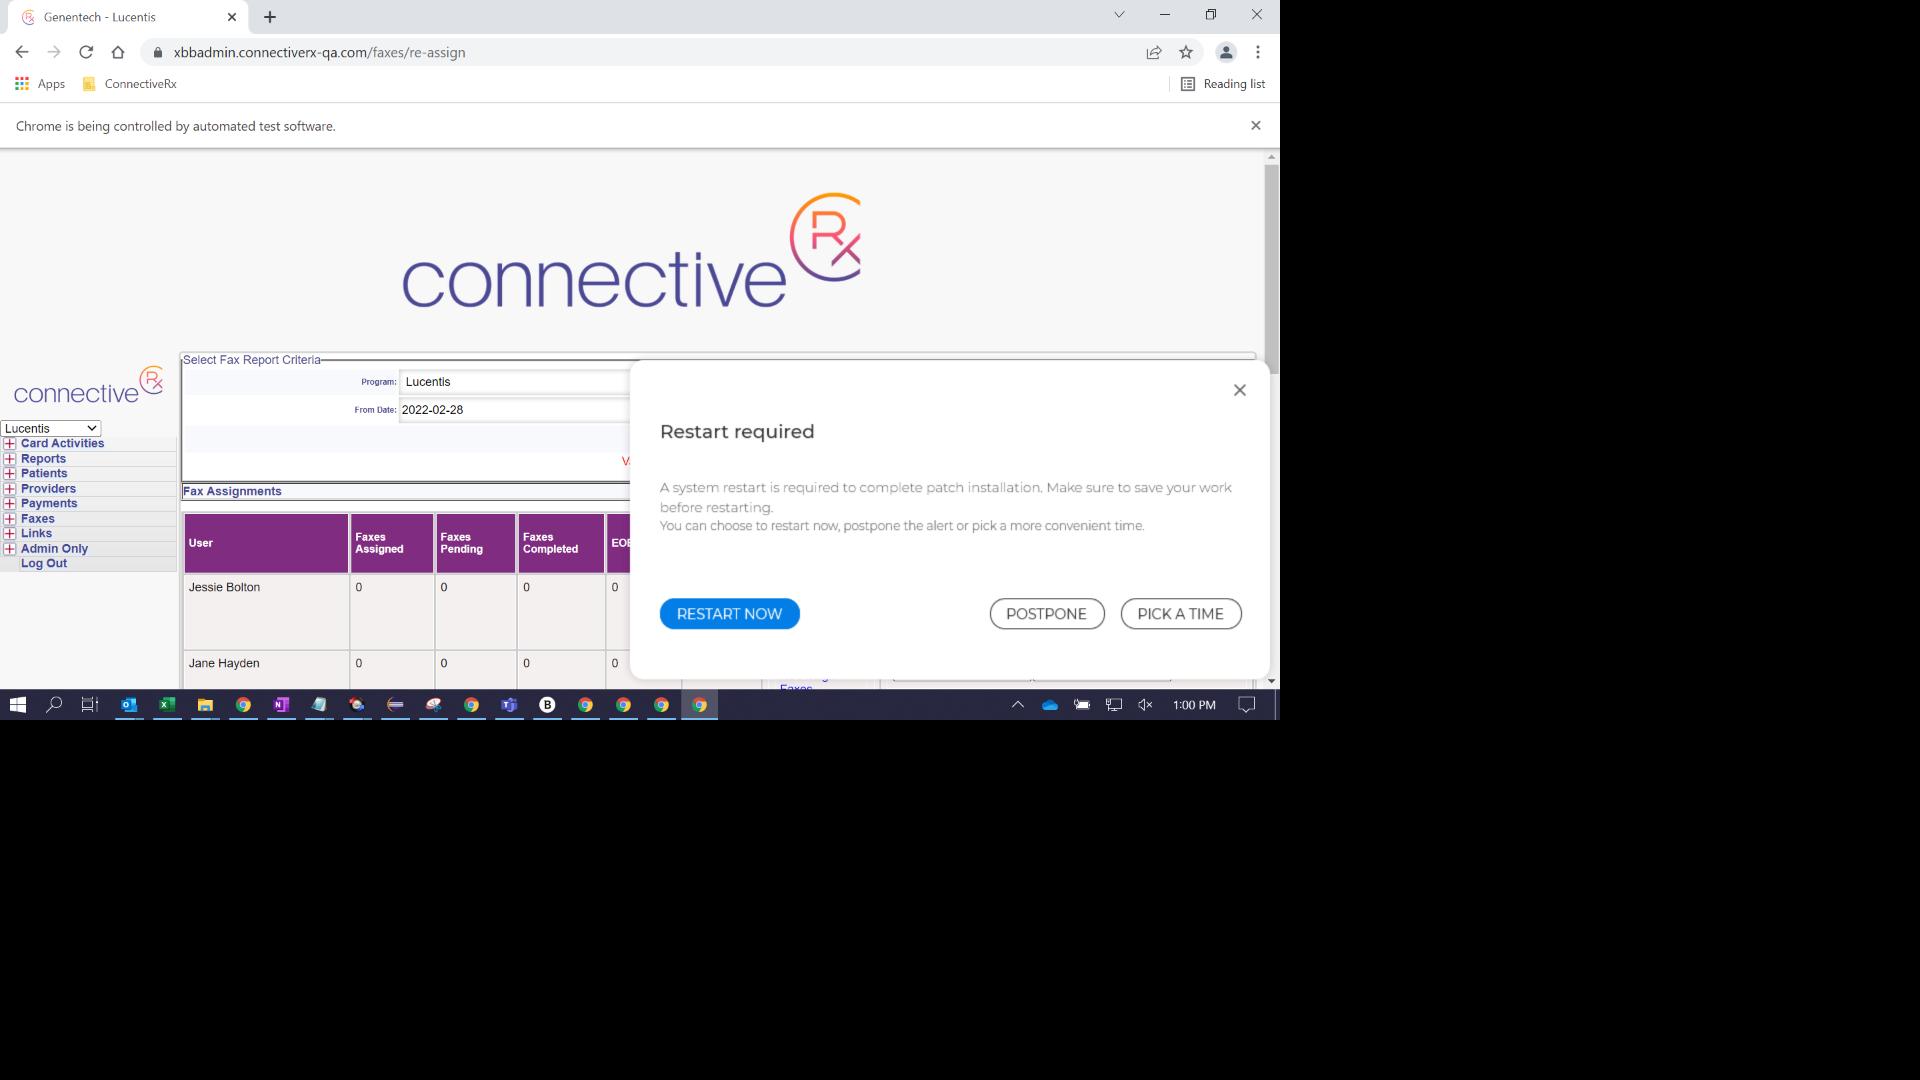 Genentech - Lucentis
xbbadmin.connectiverx-qa.com/faxes/re-assign
Apps
ConnectiveRx
Reading list
Chrome is being controlled by automated test software.
connective Rx
connective Rx
Lucentis
Card Activities
Reports
Patients
Providers
Payments
Faxes
Links
Admin Only
Log Out
Select Fax Report Criteria
Program: Lucentis
From Date: 2022-02-28
Fax Assignments
User Faxes Assigned Faxes Pending Faxes Completed
Jessie Bolton 0 0 0 0
Jane Hayden 0 0 0 0
Restart required
A system restart is required to complete patch installation. Make sure to save your work
before restarting.
You can choose to restart now, postpone the alert or pick a more convenient time.
RESTART NOW POSTPONE PICK A TIME
Faxes
1:00 PM